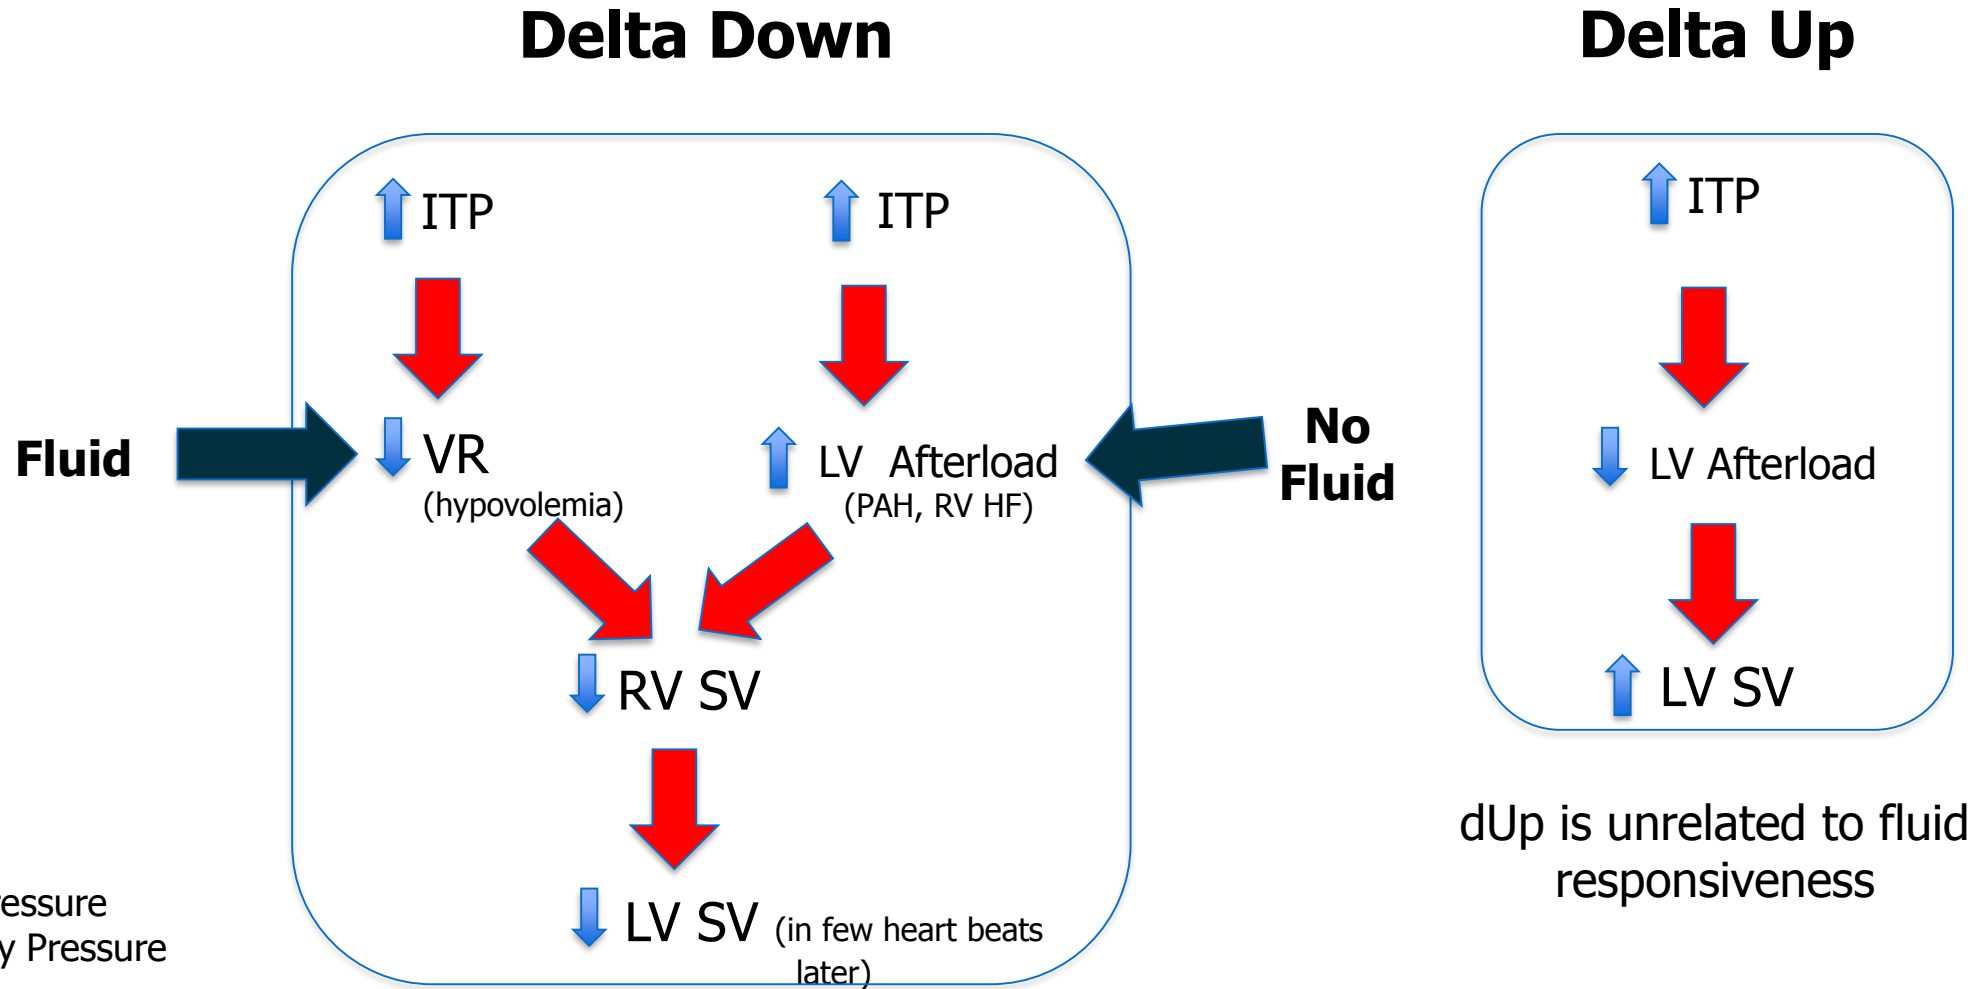 Delta Down
Delta Up
ITP
ITP
ITP
Fluid
VR
(hypovolemia)
LV Afterload
(PAH, RV HF)
No
Fluid
LV Afterload
RV SV
LV SV
LV SV (in few heart beats
later)
dUp is unrelated to fluid
responsiveness
Pressure